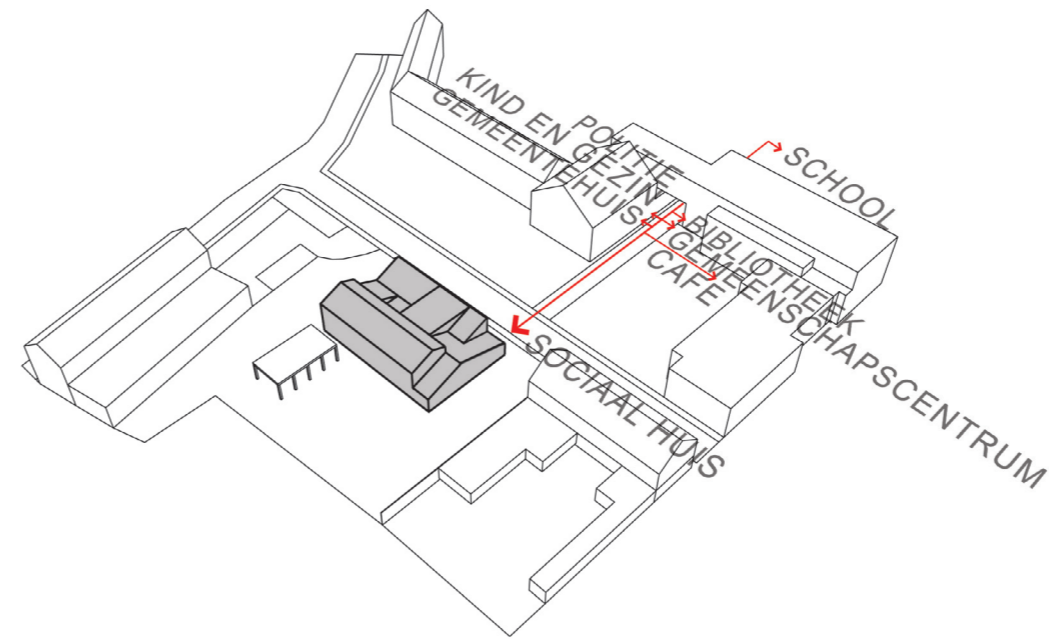 KIND EN GEZIN
GEMEENTEHUIS
POLITIE
SCHOOL
BIBLIOTHEEK
GEMEENSCHAPSCENTRUM
CAFE
SOCIAAL HUIS